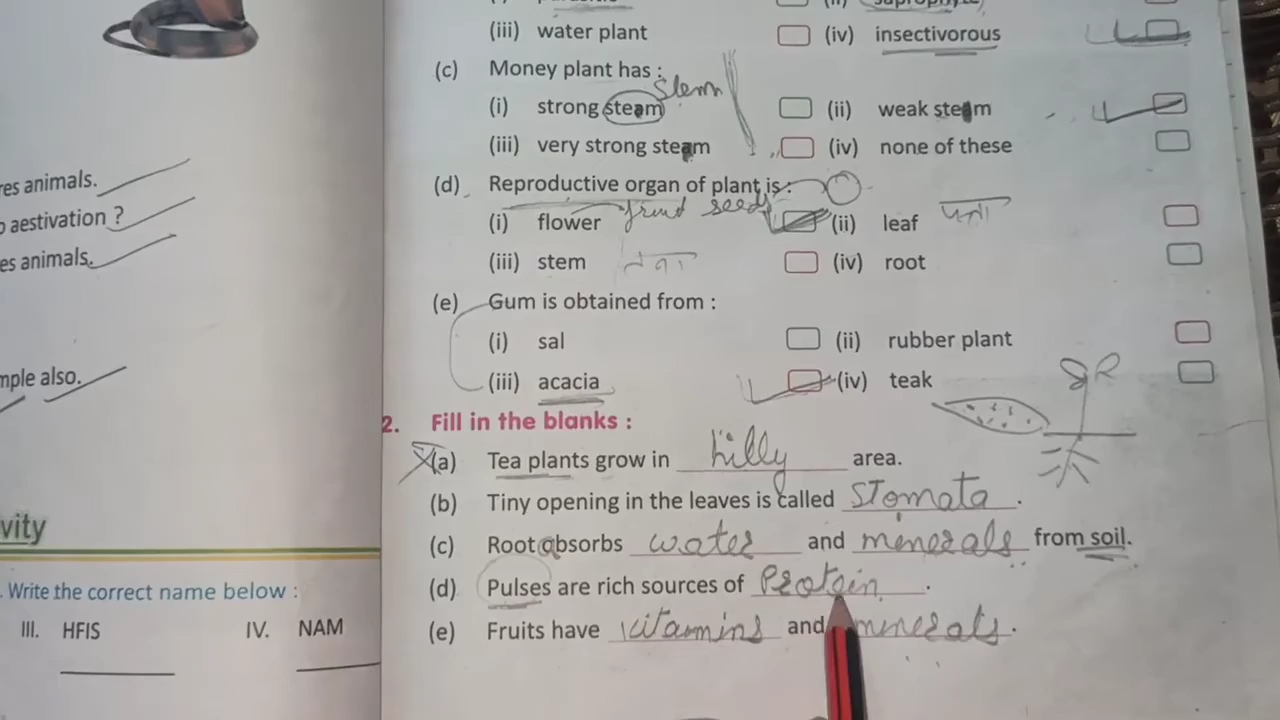 (iii) water plant (iv) insectivorous
(c) Money plant has :
stem
(i) strong steam (ii) weak steam
(iii) very strong steam (iv) none of these
(d) Reproductive organ of plant is :
(i) flower fruit seeds (ii) leaf पत्ता
(iii) stem तना (iv) root
(e) Gum is obtained from :
(i) sal (ii) rubber plant
(iii) acacia (iv) teak
2. Fill in the blanks :
(a) Tea plants grow in hilly area.
(b) Tiny opening in the leaves is called stomata.
(c) Root absorbs water and minerals from soil.
(d) Pulses are rich sources of Protein.
(e) Fruits have vitamins and minerals.
res animals.
o aestivation ?
es animals.
mple also.
vity
. Write the correct name below :
III. HFIS IV. NAM